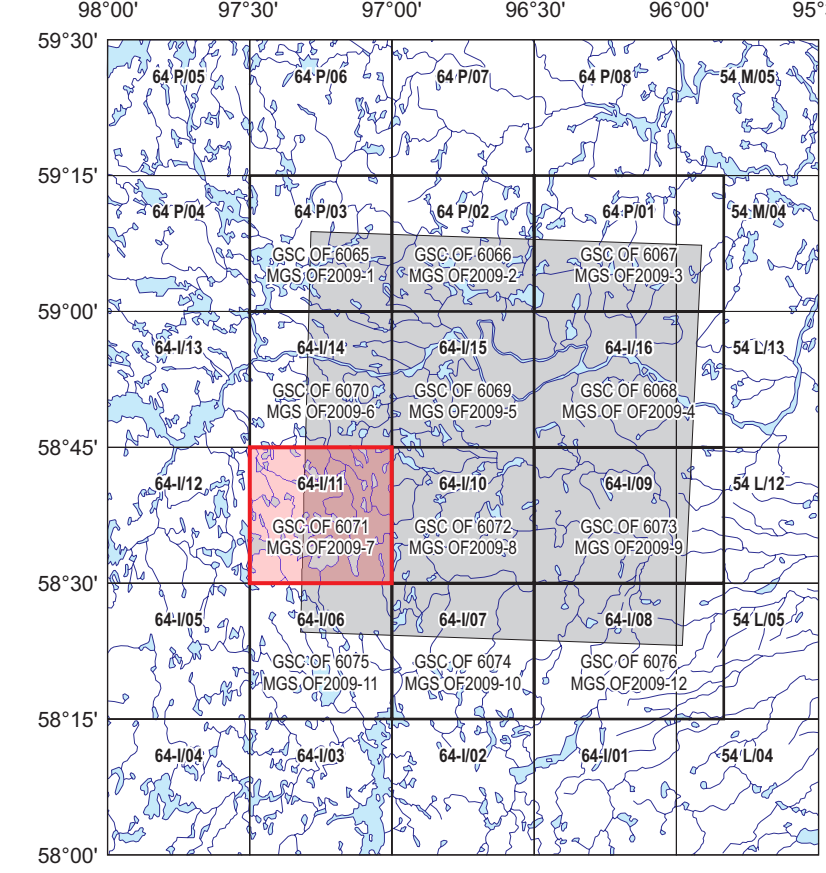 98°00' 97°30' 97°00' 96°30' 96°00' 95°
59°30'
64 P/05 64 P/06 64 P/07 64 P/08 54 M/05
59°15'
64 P/04 64 P/03 64 P/02 64 P/01 54 M/04
GSC OF 6065 GSC OF 6066 GSC OF 6067
MGS OF2009-1 MGS OF2009-2 MGS OF2009-3
59°00'
64-I/13 64-I/14 64-I/15 64-I/16 54 L/13
GSC OF 6070 GSC OF 6069 GSC OF 6068
MGS OF2009-6 MGS OF2009-5 MGS OF OF2009-4
58°45'
64-I/12 64-I/11 64-I/10 64-I/09 54 L/12
GSC OF 6071 GSC OF 6072 GSC OF 6073
MGS OF2009-7 MGS OF2009-8 MGS OF2009-9
58°30'
64-I/05 64-I/06 64-I/07 64-I/08 54 L/05
GSC OF 6075 GSC OF 6074 GSC OF 6076
MGS OF2009-11 MGS OF2009-10 MGS OF2009-12
58°15'
64-I/04 64-I/03 64-I/02 64-I/01 54 L/04
58°00'